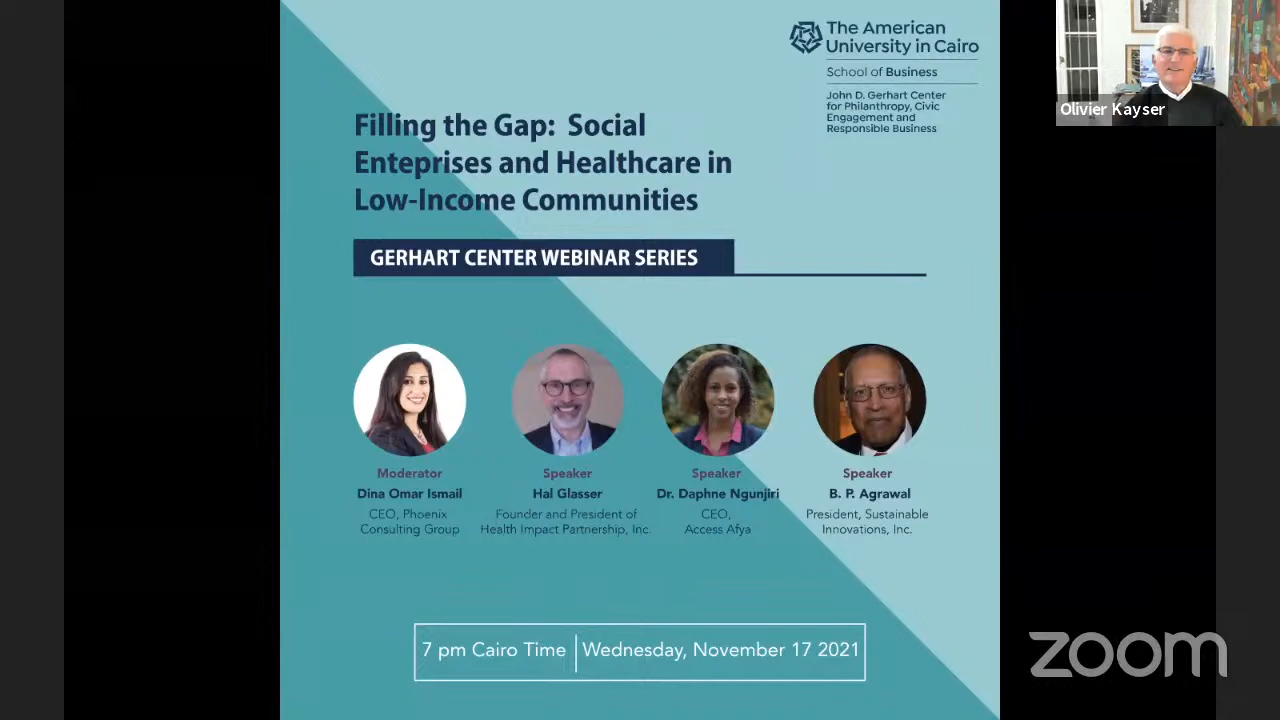 The American
University in Cairo
School of Business
John D. Gerhart Center
for Philanthropy, Civic
Engagement and
Responsible Business
Olivier Kayser
Filling the Gap: Social
Enteprises and Healthcare in
Low-Income Communities
GERHART CENTER WEBINAR SERIES
Moderator
Dina Omar Ismail
CEO, Phoenix
Consulting Group
Speaker
Hal Glasser
Founder and President of
Health Impact Partnership, Inc.
Speaker
Dr. Daphne Ngunjiri
CEO,
Access Afya
Speaker
B. P. Agrawal
President, Sustainable
Innovations, Inc.
7 pm Cairo Time
Wednesday, November 17 2021
zoom